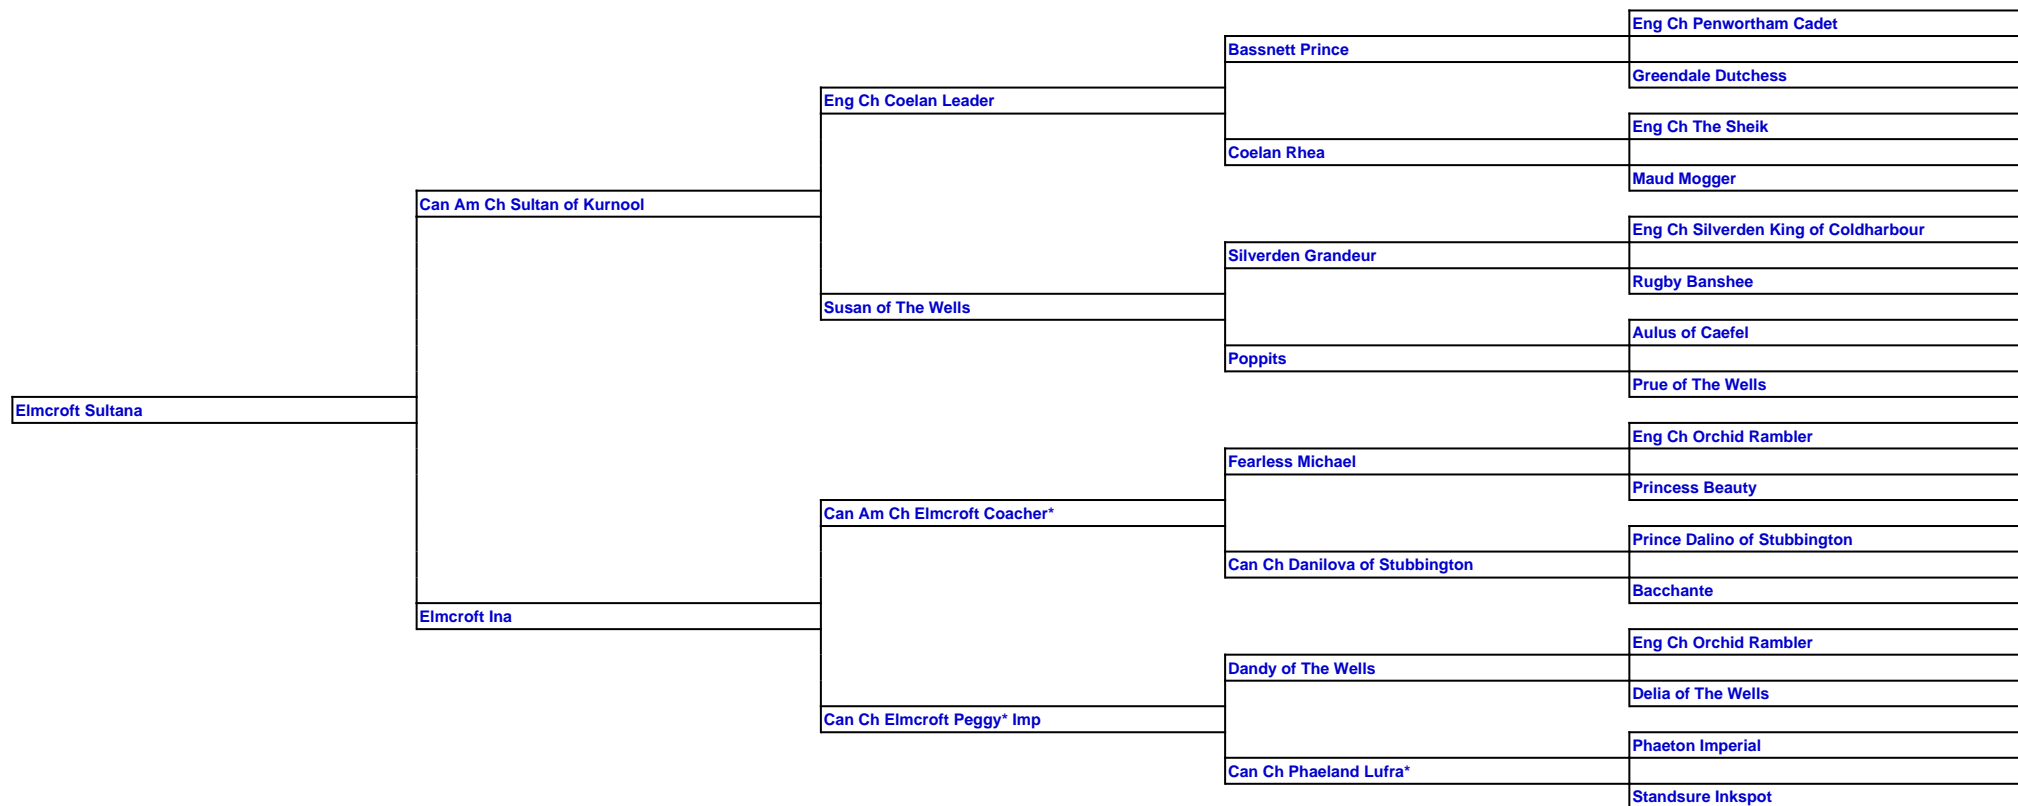 Eng Ch Penwortham Cadet
Bassnett Prince
Greendale Dutchess
Eng Ch Coelan Leader
Eng Ch The Sheik
Coelan Rhea
Maud Mogger
Can Am Ch Sultan of Kurnool
Eng Ch Silverden King of Coldharbour
Silverden Grandeur
Rugby Banshee
Susan of The Wells
Aulus of Caefel
Poppits
Prue of The Wells
Elmcroft Sultana
Eng Ch Orchid Rambler
Fearless Michael
Princess Beauty
Can Am Ch Elmcroft Coacher*
Prince Dalino of Stubbington
Can Ch Danilova of Stubbington
Bacchante
Elmcroft Ina
Eng Ch Orchid Rambler
Dandy of The Wells
Delia of The Wells
Can Ch Elmcroft Peggy* Imp
Phaeton Imperial
Can Ch Phaeland Lufra*
Standsure Inkspot